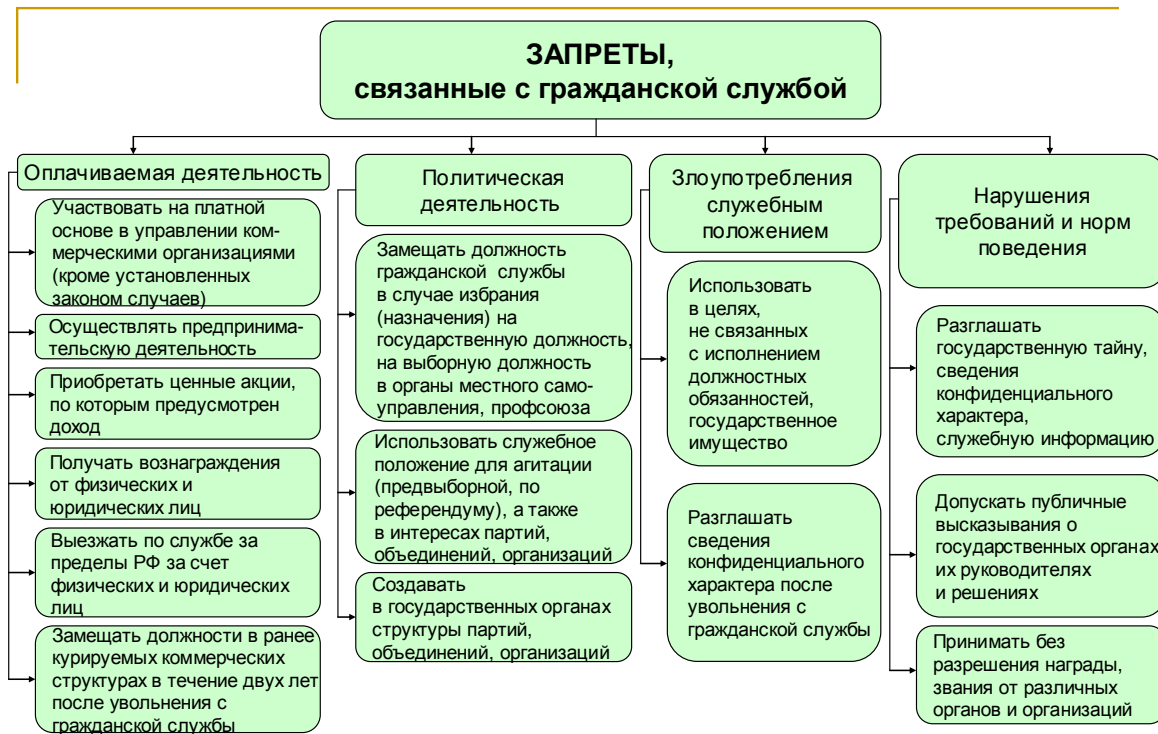 ЗАПРЕТЫ,
связанные с гражданской службой
Оплачиваемая деятельность
Участвовать на платной
основе в управлении ком-
мерческими организациями
(кроме установленных
законом случаев)
Осуществлять предпринима-
тельскую деятельность
Приобретать ценные акции,
по которым предусмотрен
доход
Получать вознаграждения
от физических и
юридических лиц
Выезжать по службе за
пределы РФ за счет
физических и юридических
лиц
Замещать должности в ранее
курируемых коммерческих
структурах в течение двух лет
после увольнения с
гражданской службы
Политическая
деятельность
Замещать должность
гражданской службы
в случае избрания
(назначения) на
государственную должность,
на выборную должность
в органы местного само-
управления, профсоюза
Использовать служебное
положение для агитации
(предвыборной, по
референдуму), а также
в интересах партий,
объединений, организаций
Создавать
в государственных органах
структуры партий,
объединений, организаций
Злоупотребления
служебным
положением
Использовать
в целях,
не связанных
с исполнением
должностных
обязанностей,
государственное
имущество
Разглашать
сведения
конфиденциального
характера после
увольнения с
гражданской службы
Нарушения
требований и норм
поведения
Разглашать
государственную тайну,
сведения
конфиденциального
характера,
служебную информацию
Допускать публичные
высказывания о
государственных органах
их руководителях
и решениях
Принимать без
разрешения награды,
звания от различных
органов и организаций